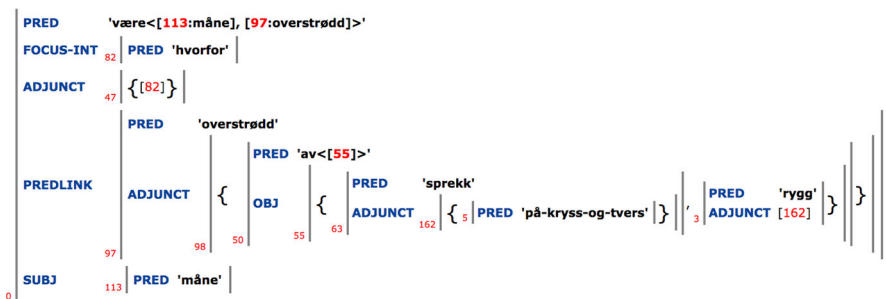 PRED 'være<[113:måne], [97:overstrødd]>'
FOCUS-INT 82 PRED 'hvorfor'
ADJUNCT 47 {[82]}
PRED 'overstrødd'
PRED 'av<[55]>'
PRED 'sprekk' PRED 'rygg'
PREDLINK ADJUNCT { OBJ { ADJUNCT 162 { 5 PRED 'på-kryss-og-tvers' } , 3 ADJUNCT [162] } }
97 98 50 55 63
SUBJ 113 PRED 'måne'
0